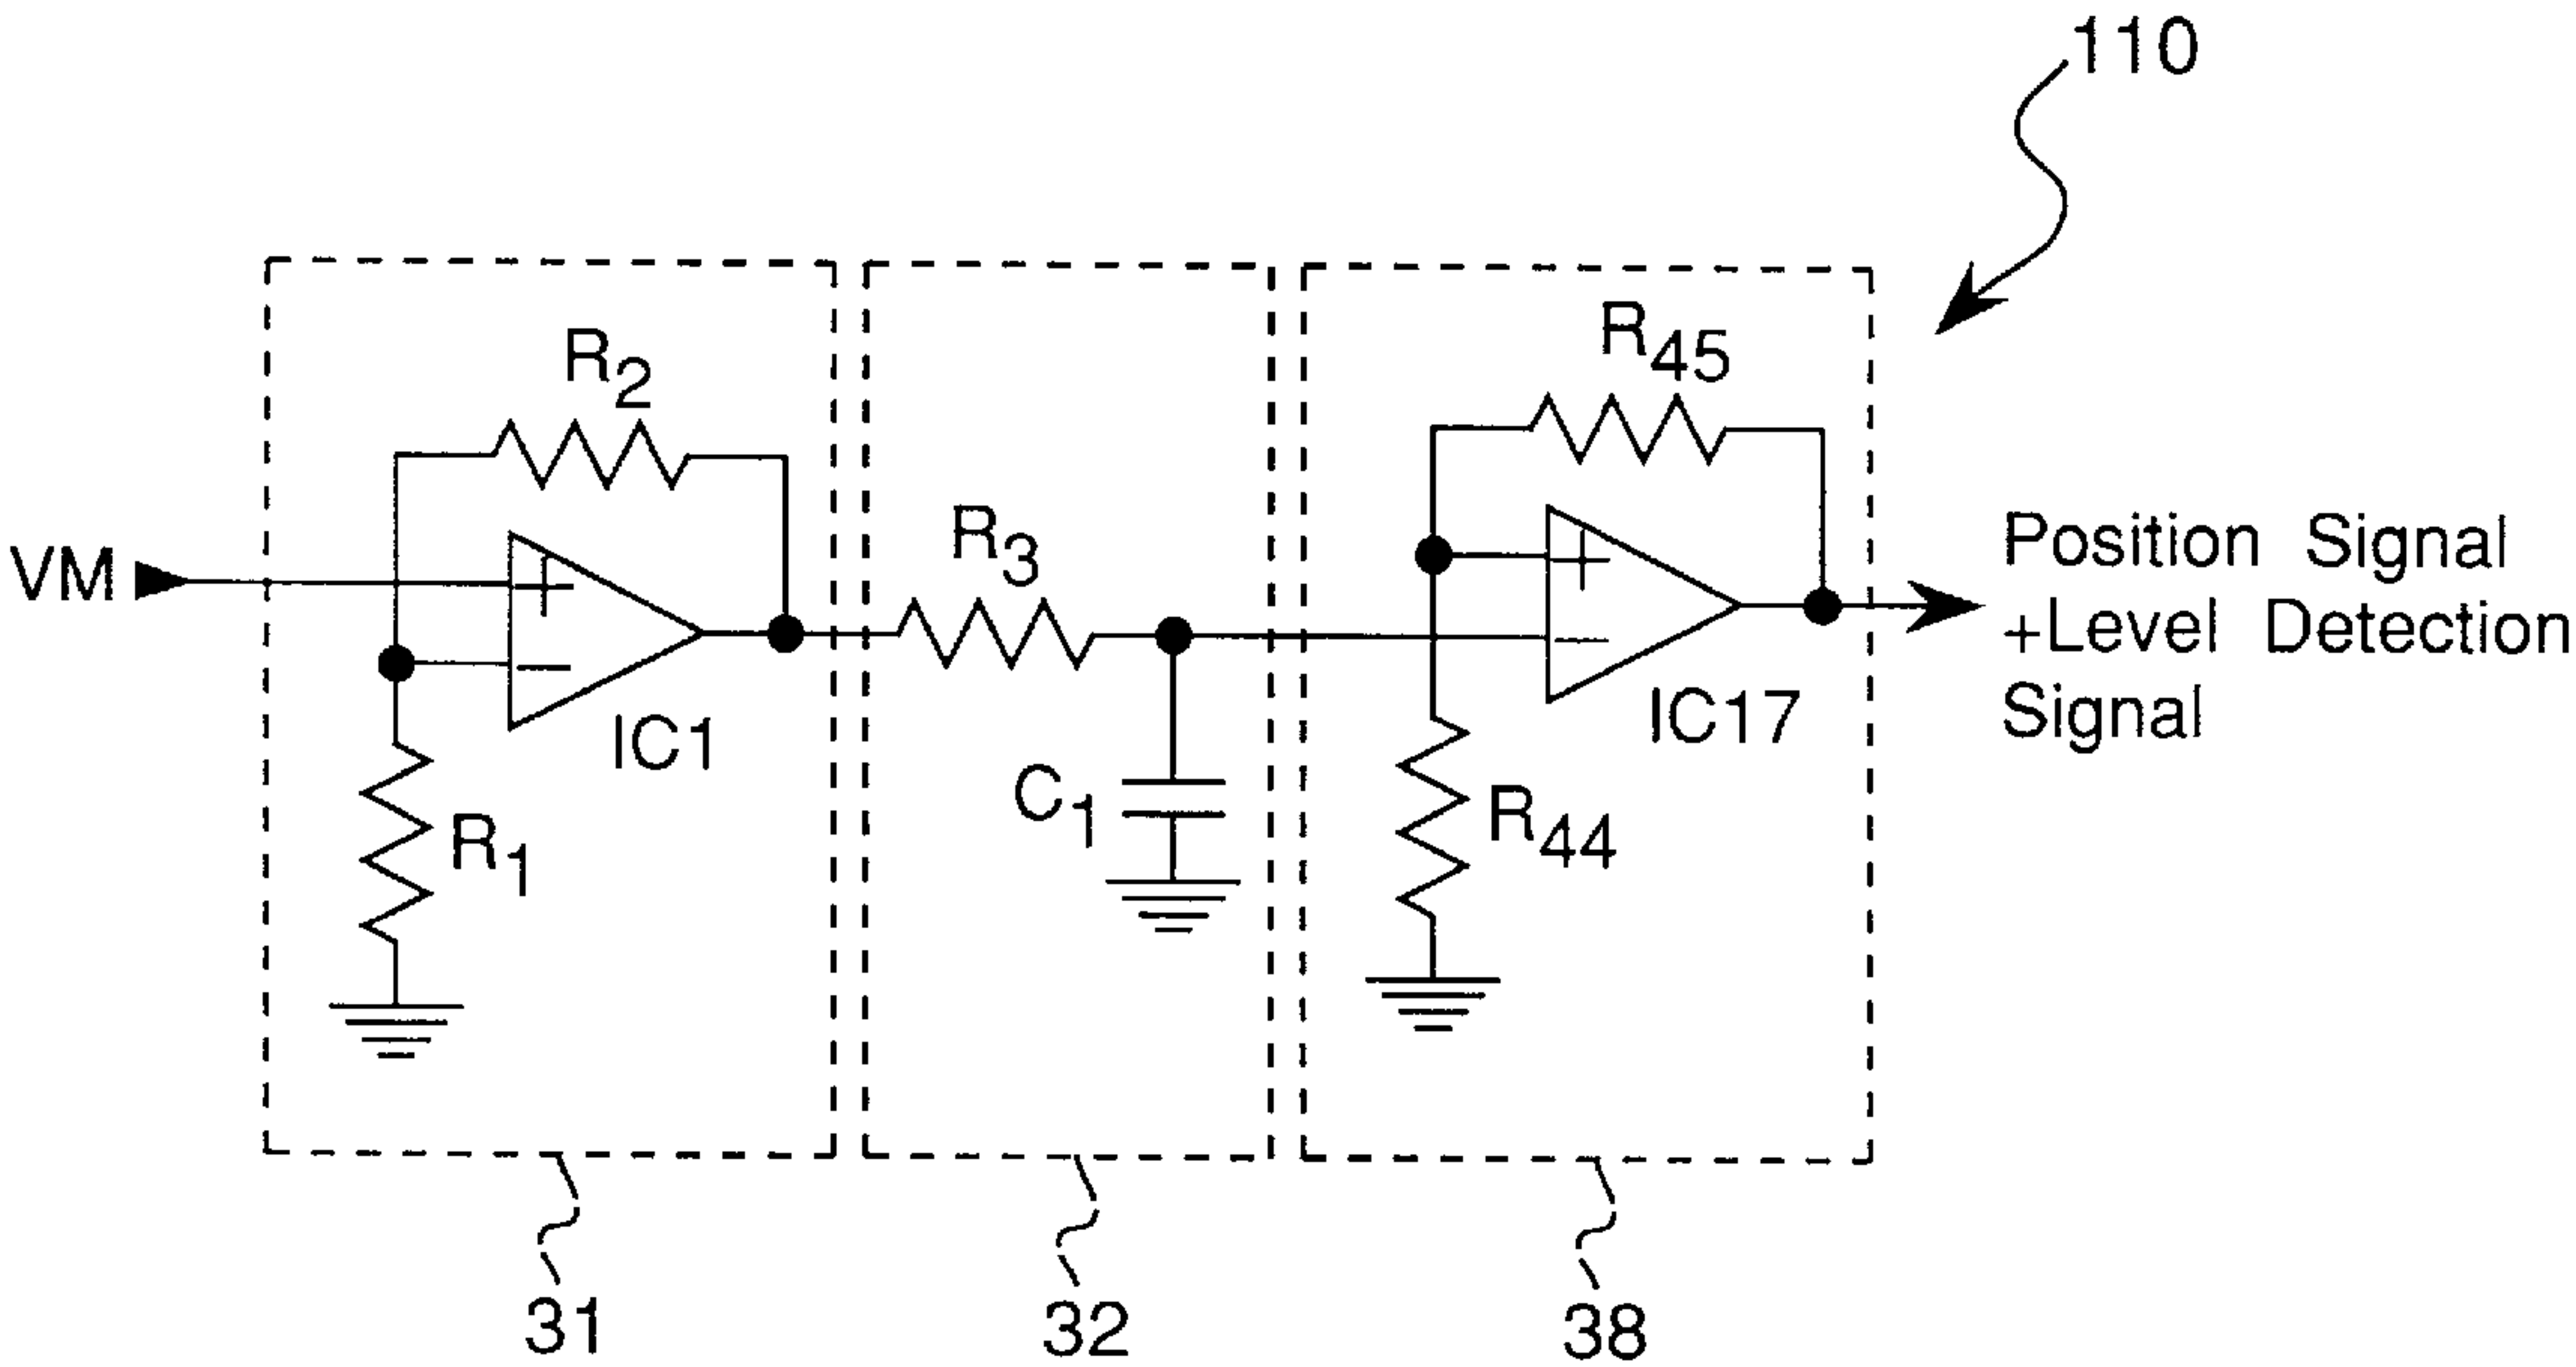 110
R2
R45
R3
VM
+
+
−
−
IC1
IC17
Position Signal
+Level Detection
Signal
C1
R1
R44
31
32
38